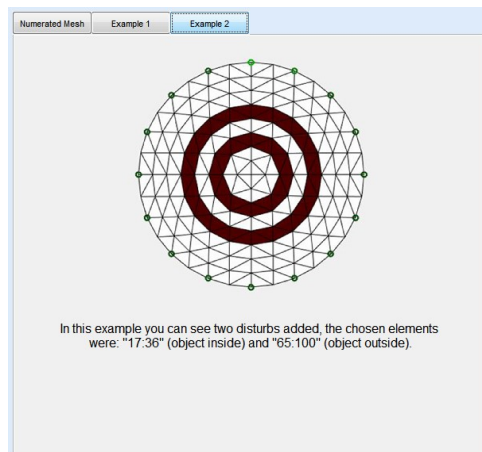 Numerated Mesh Example 1 Example 2
In this example you can see two disturbs added, the chosen elements
were: "17:36" (object inside) and "65:100" (object outside).